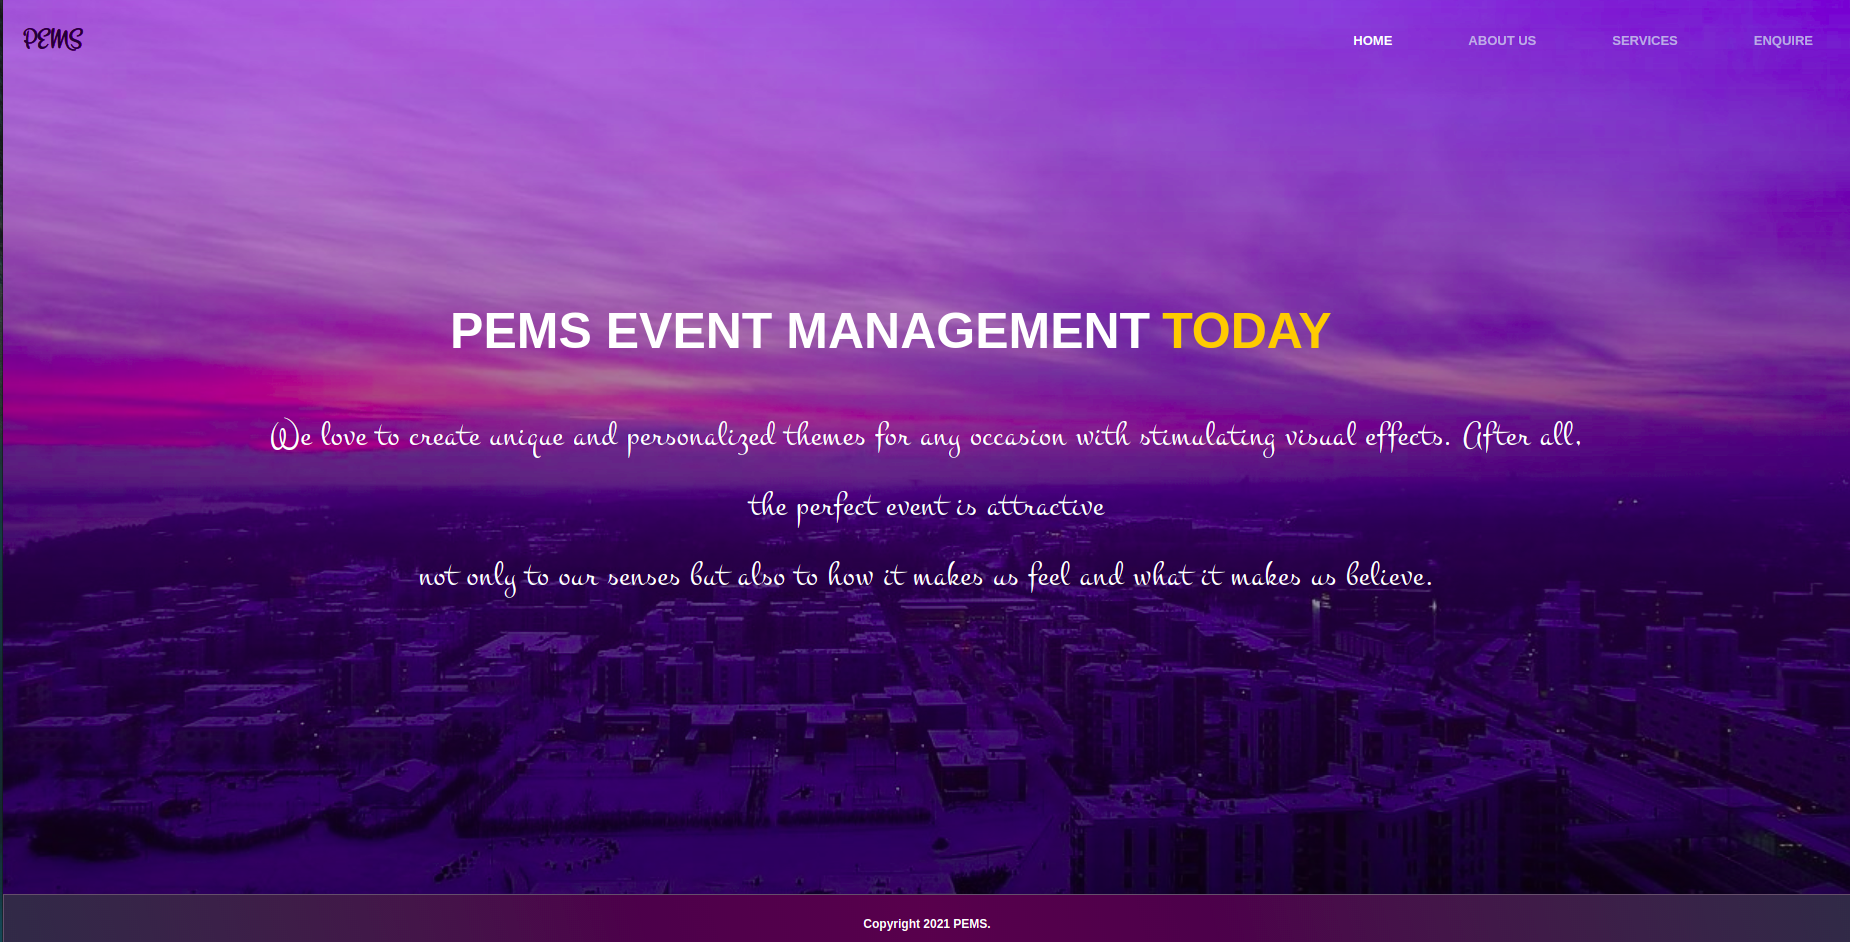 PEMS
HOME ABOUT US SERVICES ENQUIRE
PEMS EVENT MANAGEMENT TODAY
We love to create unique and personalized themes for any occasion with stimulating visual effects. After all,
the perfect event is attractive
not only to our senses but also to how it makes us feel and what it makes us believe.
Copyright 2021 PEMS.